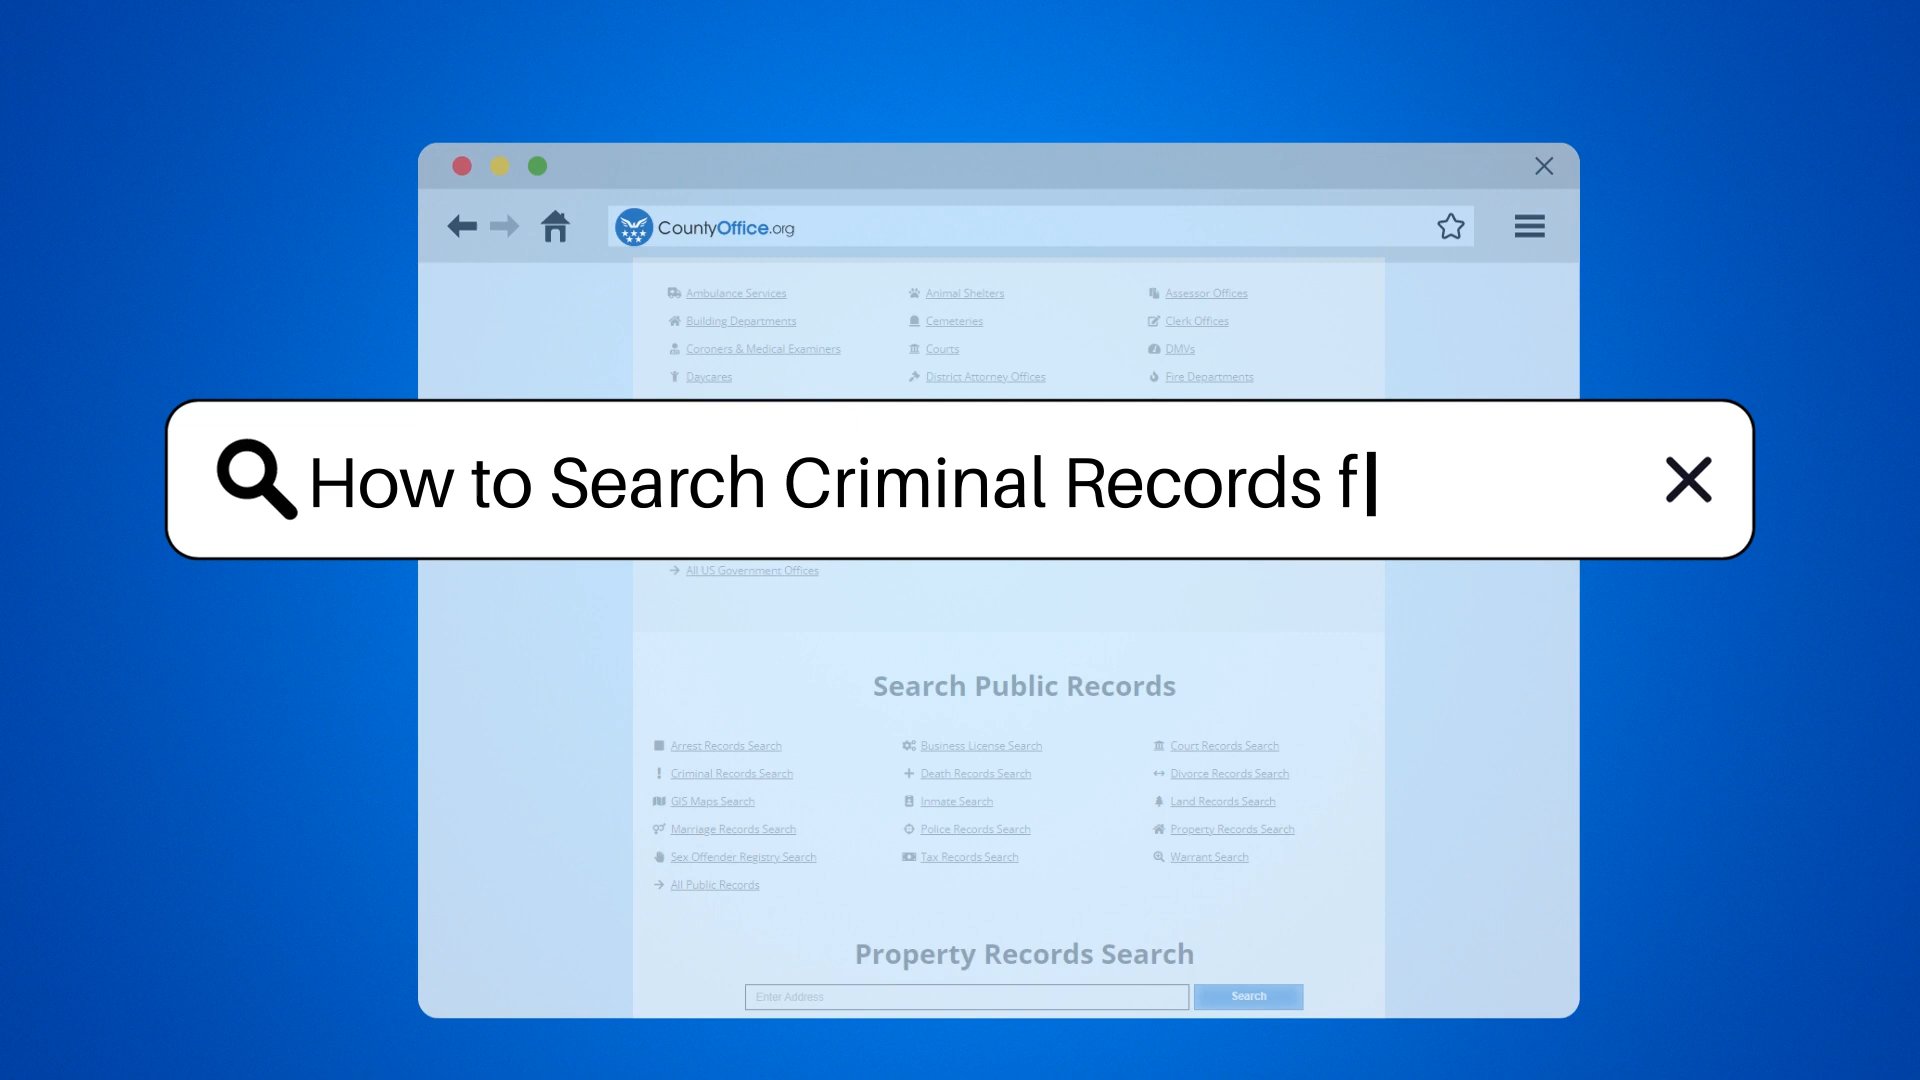 CountyOffice.org
Ambulance Services Animal Shelters Assessor Offices
Building Departments Cemeteries Clerk Offices
Coroners & Medical Examiners Courts DMVs
Daycares District Attorney Offices Fire Departments
How to Search Criminal Records f
All US Government Offices
Search Public Records
Arrest Records Search Business License Search Court Records Search
Criminal Records Search Death Records Search Divorce Records Search
GIS Maps Search Inmate Search Land Records Search
Marriage Records Search Police Records Search Property Records Search
Sex Offender Registry Search Tax Records Search Warrant Search
All Public Records
Property Records Search
Enter Address Search